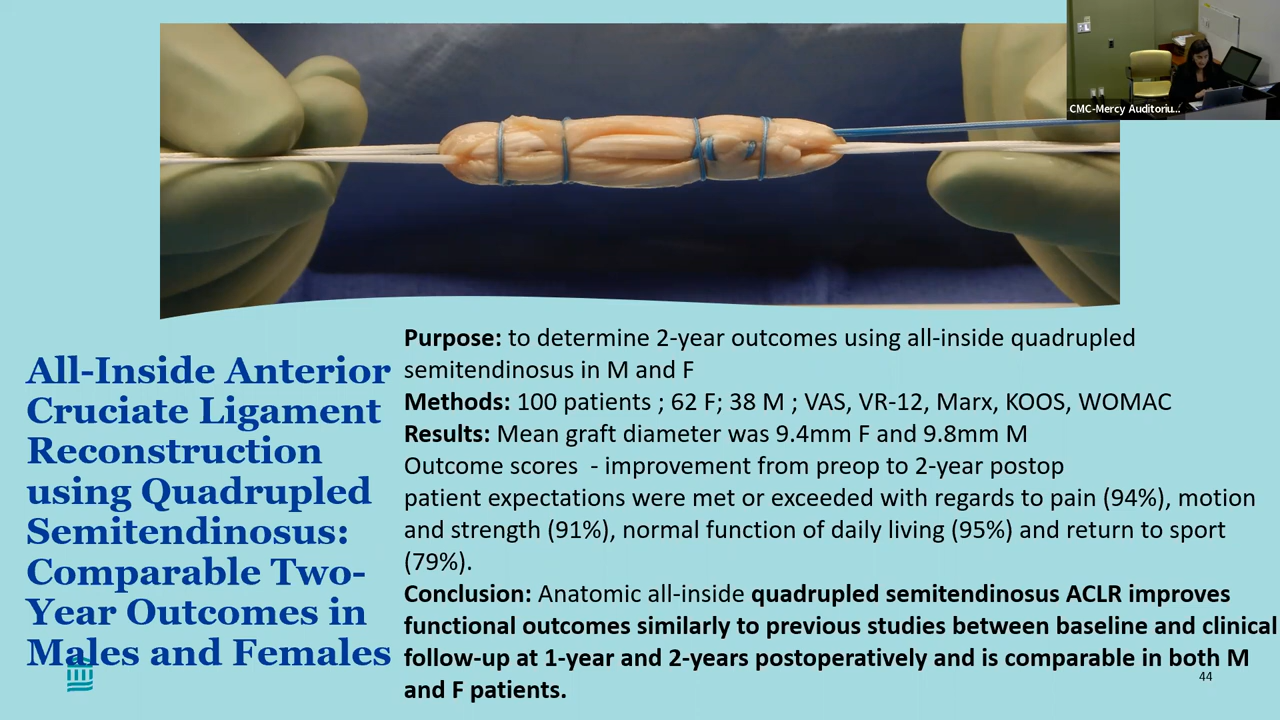 CMC-Mercy Auditoriu...
All-Inside Anterior
Cruciate Ligament
Reconstruction
using Quadrupled
Semitendinosus:
Comparable Two-
Year Outcomes in
Males and Females
Purpose: to determine 2-year outcomes using all-inside quadrupled
semitendinosus in M and F
Methods: 100 patients ; 62 F; 38 M ; VAS, VR-12, Marx, KOOS, WOMAC
Results: Mean graft diameter was 9.4mm F and 9.8mm M
Outcome scores  - improvement from preop to 2-year postop
patient expectations were met or exceeded with regards to pain (94%), motion
and strength (91%), normal function of daily living (95%) and return to sport
(79%).
Conclusion: Anatomic all-inside quadrupled semitendinosus ACLR improves
functional outcomes similarly to previous studies between baseline and clinical
follow-up at 1-year and 2-years postoperatively and is comparable in both M
and F patients.
44